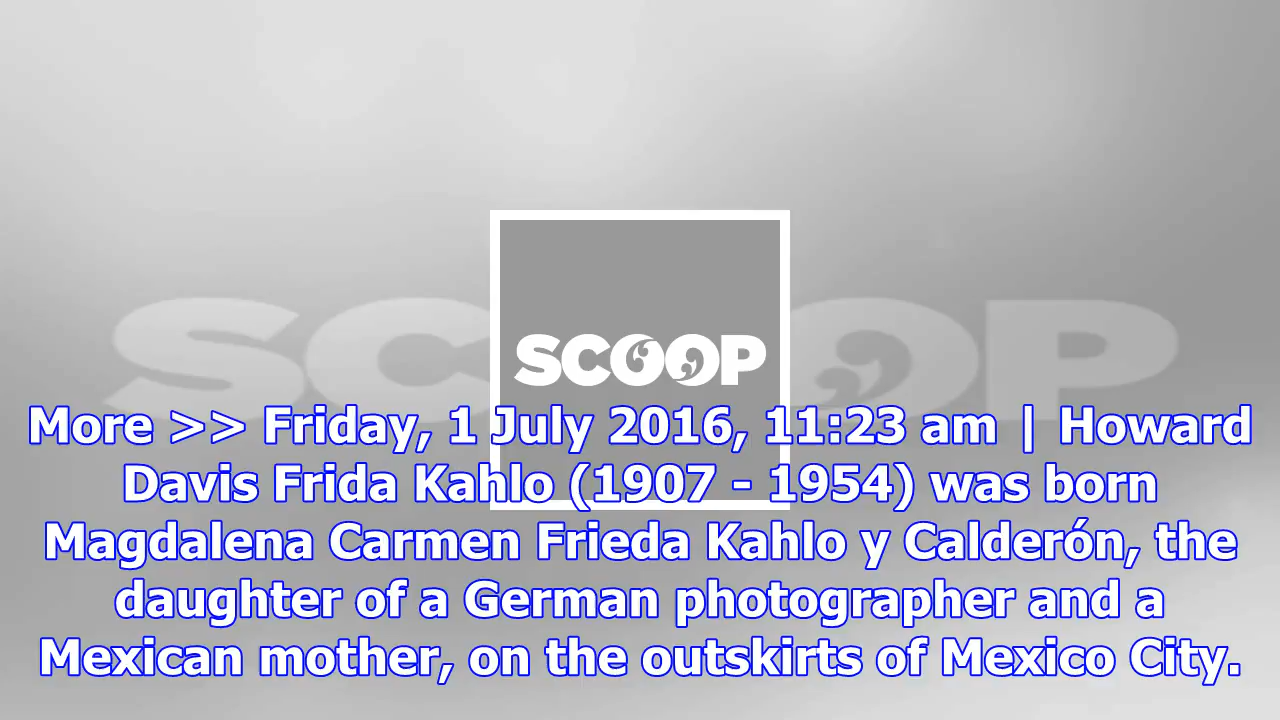 SCOOP
SCOOP
More >> Friday, 1 July 2016, 11:23 am | Howard
Davis Frida Kahlo (1907 - 1954) was born
Magdalena Carmen Frieda Kahlo y Calderón, the
daughter of a German photographer and a
Mexican mother, on the outskirts of Mexico City.